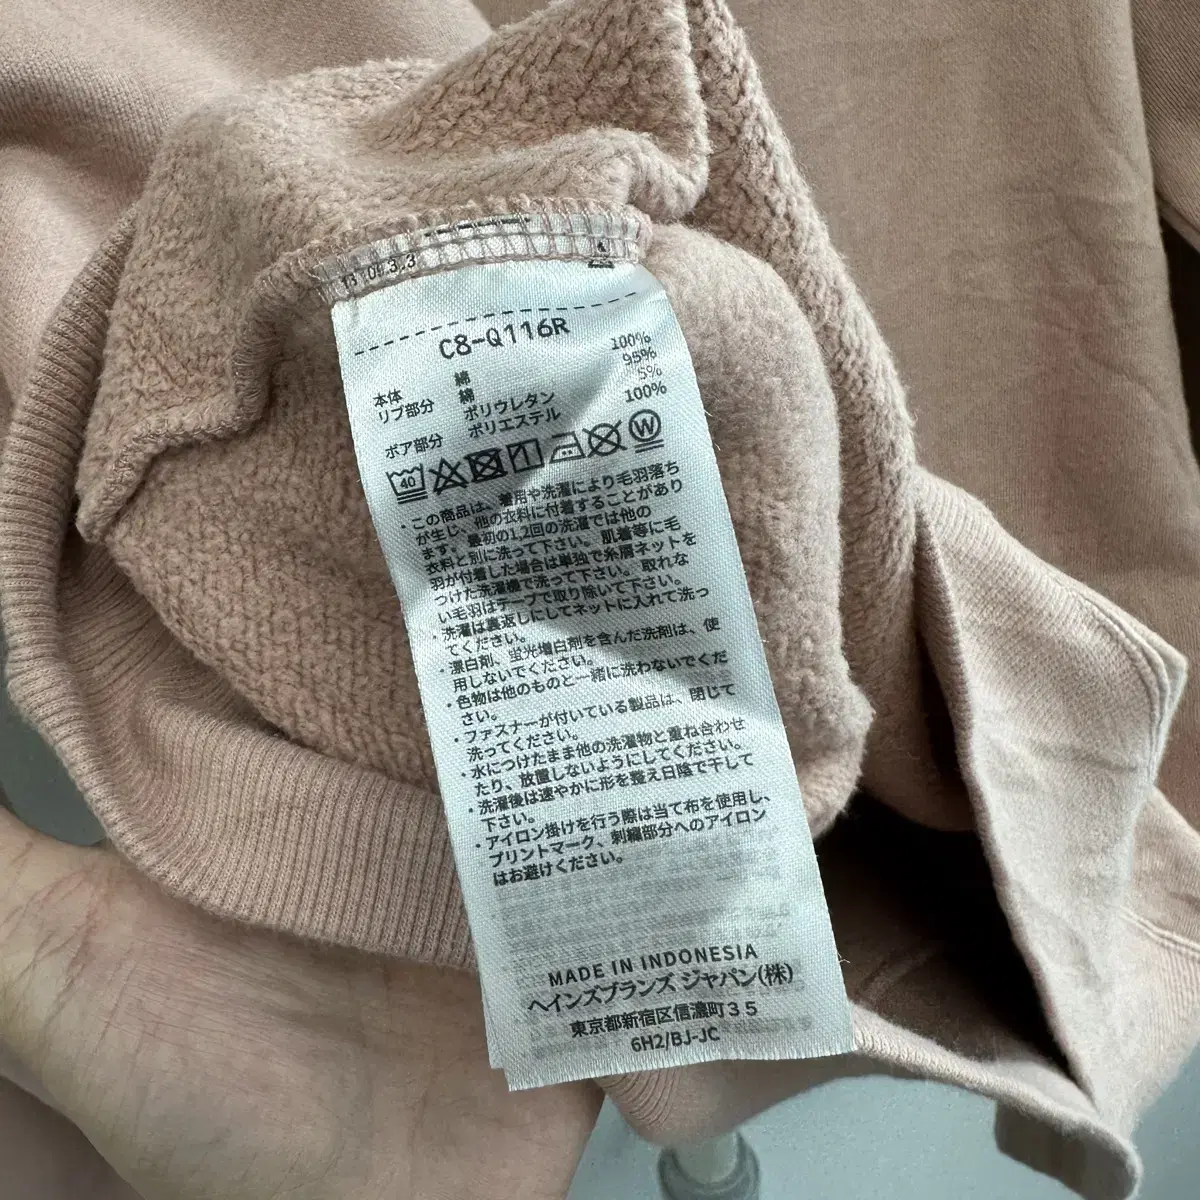 C8-Q116R
本体 綿 100%
リブ部分 綿 95%
ポリウレタン 5%
ボア部分 ポリエステル 100%
40
W
・この商品は、着用や洗濯により毛羽落ち
が生じ、他の衣料に付着することがあり
ます。最初の1,2回の洗濯では他の
衣料と別に洗って下さい。肌着等に毛
羽が付着した場合は単独で糸屑ネットを
つけた洗濯機で洗って下さい。取れな
い毛羽はテープで取り除いて下さい。
・洗濯は裏返しにしてネットに入れて洗っ
てください。
・漂白剤、蛍光増白剤を含んだ洗剤は、使
用しないでください。
・色物は他のものと一緒に洗わないでくだ
さい。
・ファスナーが付いている製品は、閉じて
洗ってください。
・水につけたまま他の洗濯物と重ね合わせ
たり、放置しないようにしてください。
・洗濯後は速やかに形を整え日陰で干して
下さい。
・アイロン掛けを行う際は当て布を使用し、
プリントマーク、刺繍部分へのアイロン
はお避けください。
MADE IN INDONESIA
ヘインズブランズ ジャパン(株)
東京都新宿区信濃町３５
6H2/BJ-JC